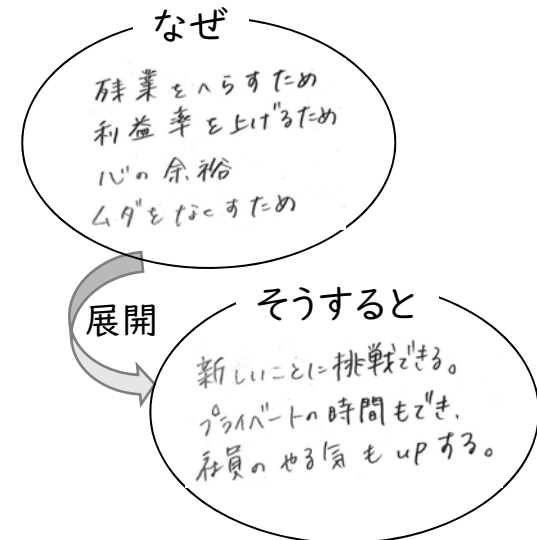 なぜ
残業をへらすため
利益率を上げるため
心の余裕
ムダをなくすため
展開
そうすると
新しいことに挑戦できる。
プライベートの時間もでき、
社員のやる気もupする。